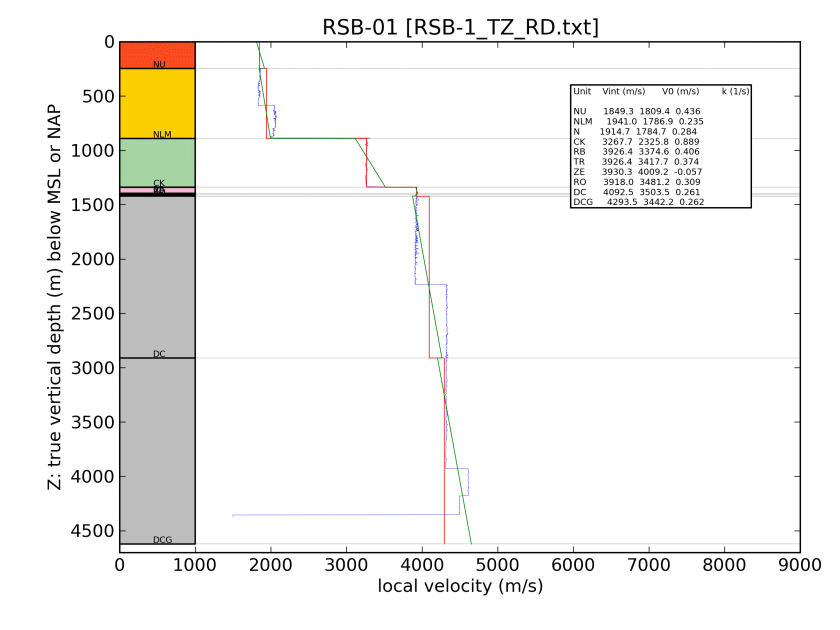 RSB-01 [RSB-1_TZ_RD.txt]
Z: true vertical depth (m) below MSL or NAP
0
500
1000
1500
2000
2500
3000
3500
4000
4500
NU
NLM
CK
DC
DCG
Unit Vint (m/s) V0 (m/s) k (1/s)
NU 1849.3 1809.4 0.436
NLM 1941.0 1786.9 0.235
N 1914.7 1784.7 0.284
CK 3267.7 2325.8 0.889
RB 3926.4 3374.6 0.406
TR 3926.4 3417.7 0.374
ZE 3930.3 4009.2 -0.057
RO 3918.0 3481.2 0.309
DC 4092.5 3503.5 0.261
DCG 4293.5 3442.2 0.262
0 1000 2000 3000 4000 5000 6000 7000 8000 9000
local velocity (m/s)